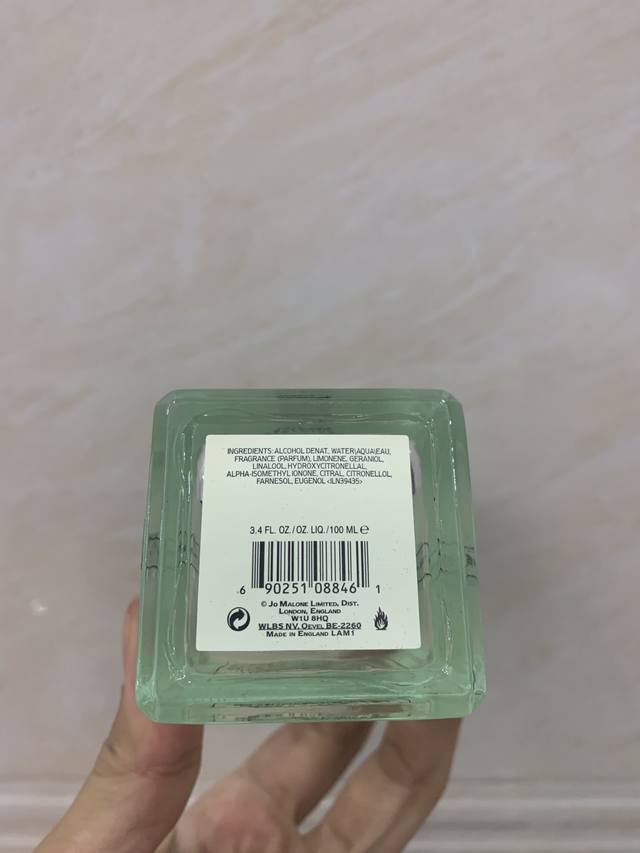 INGREDIENTS: ALCOHOL DENAT., WATER\AQUA\EAU,
FRAGRANCE (PARFUM), LIMONENE, GERANIOL,
LINALOOL, HYDROXYCITRONELLAL,
ALPHA-ISOMETHYL IONONE, CITRAL, CITRONELLOL,
FARNESOL, EUGENOL <ILN39435>
3.4 FL. OZ./OZ. LIQ./100 ML ℮
6 90251 08846 1
© JO MALONE LIMITED, DIST.
LONDON, ENGLAND
W1U 8HQ
WLBS NV, OEVEL BE-2260
MADE IN ENGLAND LAM1